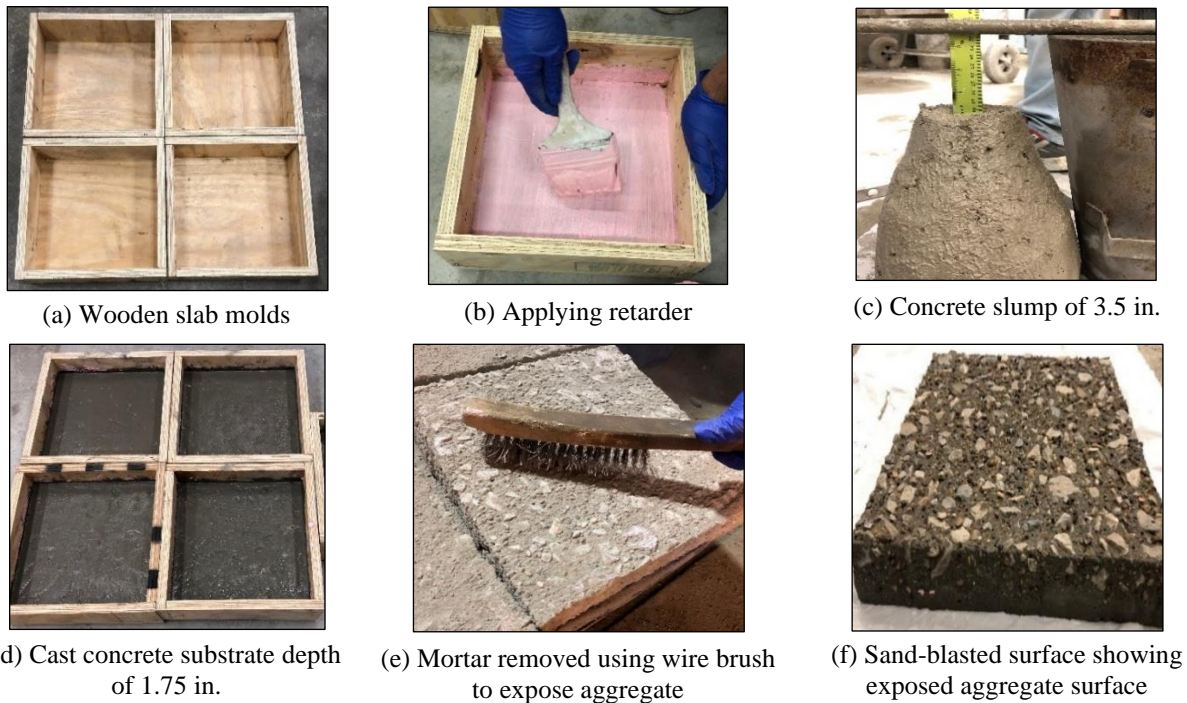 (a) Wooden slab molds
(b) Applying retarder
(c) Concrete slump of 3.5 in.
d) Cast concrete substrate depth
of 1.75 in.
(e) Mortar removed using wire brush
to expose aggregate
(f) Sand-blasted surface showing
exposed aggregate surface